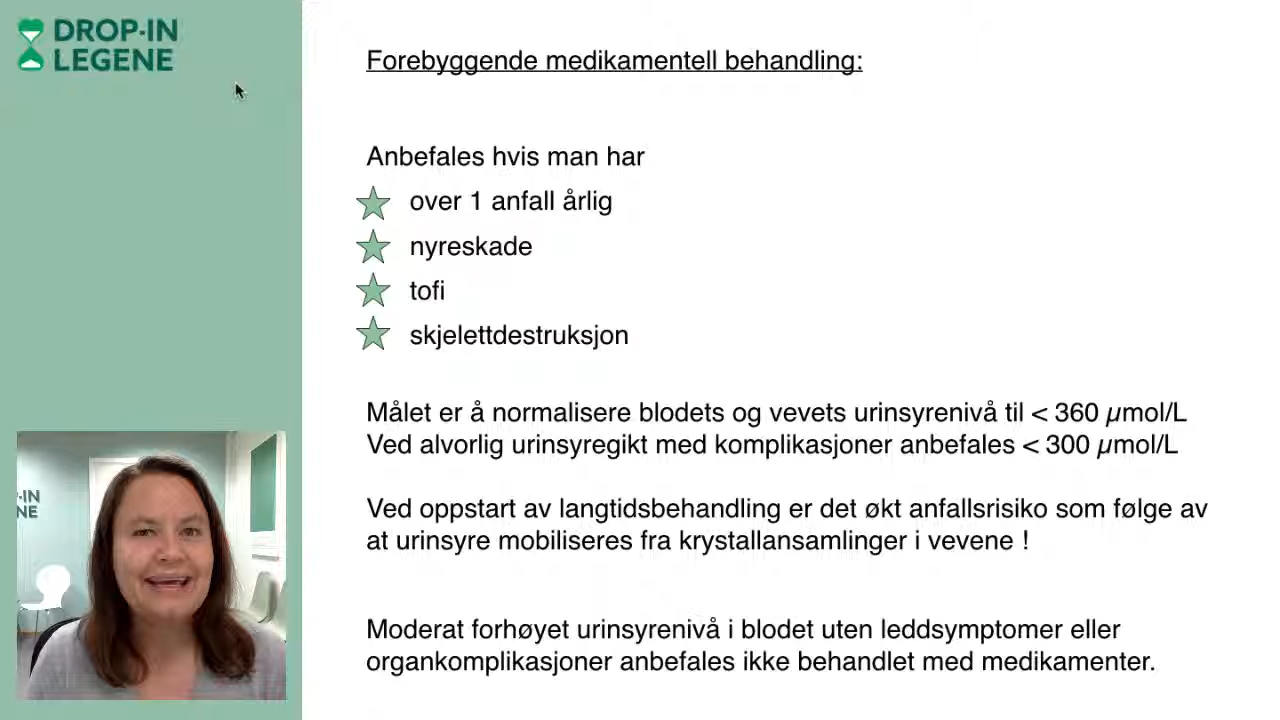 DROP-IN
LEGENE
Forebyggende medikamentell behandling:
Anbefales hvis man har
over 1 anfall årlig
nyreskade
tofi
skjelettdestruksjon
Målet er å normalisere blodets og vevets urinsyrenivå til < 360 µmol/L
Ved alvorlig urinsyregikt med komplikasjoner anbefales < 300 µmol/L
Ved oppstart av langtidsbehandling er det økt anfallsrisiko som følge av
at urinsyre mobiliseres fra krystallansamlinger i vevene !
Moderat forhøyet urinsyrenivå i blodet uten leddsymptomer eller
organkomplikasjoner anbefales ikke behandlet med medikamenter.
-IN
NE